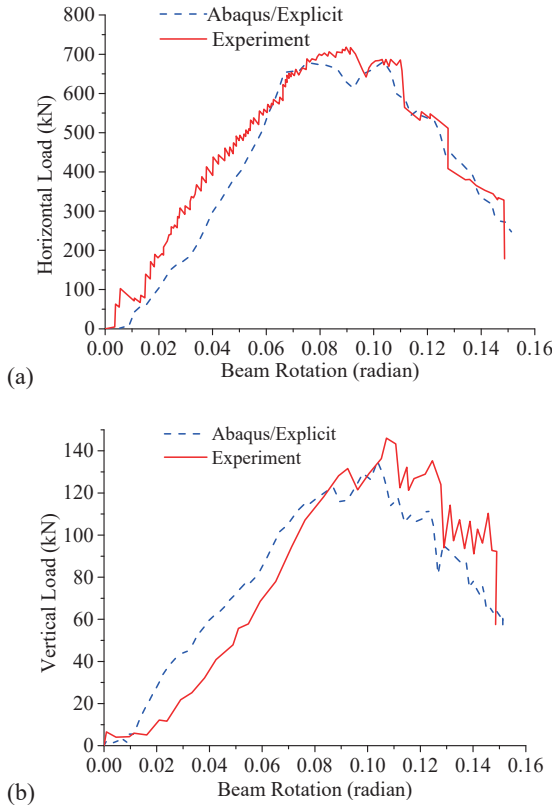 800
700
600
500
400
300
200
100
0
Horizontal Load (kN)
Abaqus/Explicit
Experiment
0.00 0.02 0.04 0.06 0.08 0.10 0.12 0.14 0.16
Beam Rotation (radian)
(a)
140
120
100
80
60
40
20
0
Vertical Load (kN)
Abaqus/Explicit
Experiment
0.00 0.02 0.04 0.06 0.08 0.10 0.12 0.14 0.16
Beam Rotation (radian)
(b)